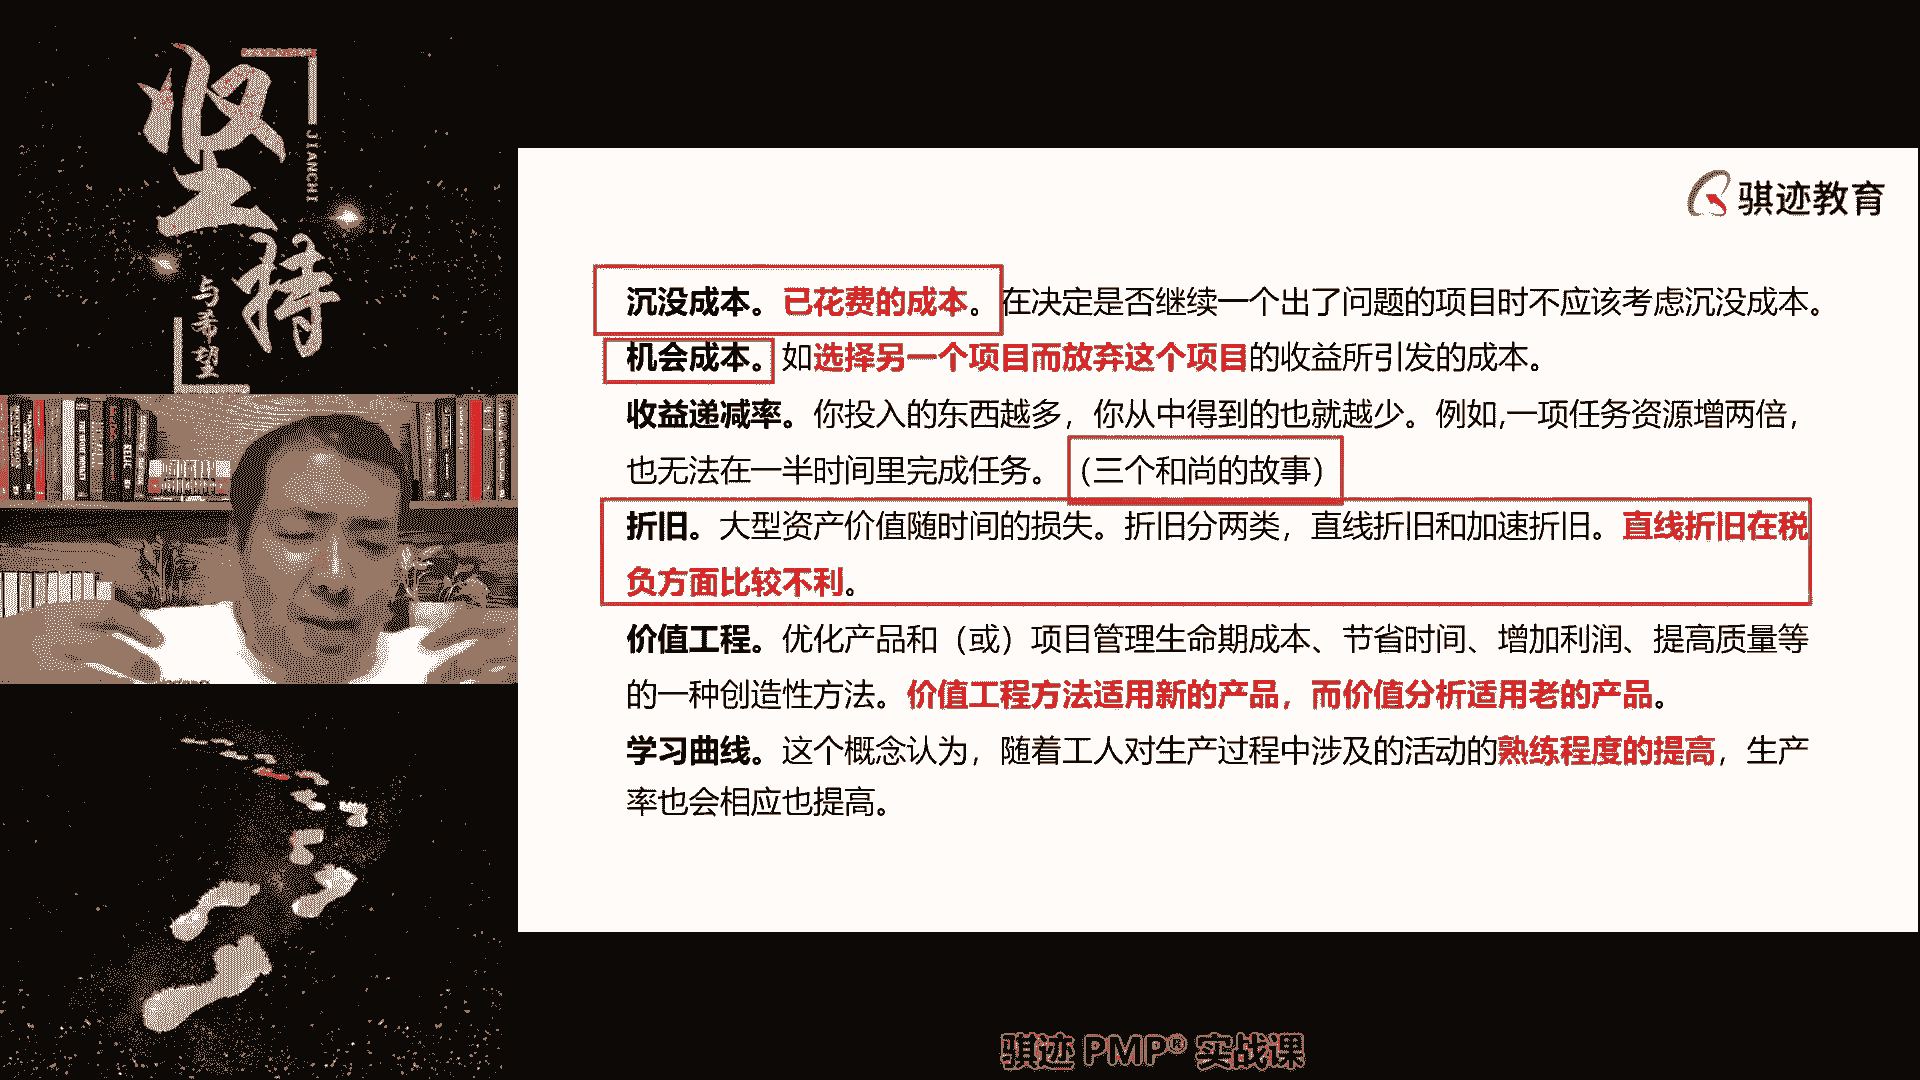 坚持
JIANCHI
与希望
骐迹教育
沉没成本。已花费的成本。在决定是否继续一个出了问题的项目时不应该考虑沉没成本。
机会成本。如选择另一个项目而放弃这个项目的收益所引发的成本。
收益递减率。你投入的东西越多，你从中得到的也就越少。例如,一项任务资源增两倍，
也无法在一半时间里完成任务。（三个和尚的故事）
折旧。大型资产价值随时间的损失。折旧分两类，直线折旧和加速折旧。直线折旧在税
负方面比较不利。
价值工程。优化产品和（或）项目管理生命期成本、节省时间、增加利润、提高质量等
的一种创造性方法。价值工程方法适用新的产品，而价值分析适用老的产品。
学习曲线。这个概念认为，随着工人对生产过程中涉及的活动的熟练程度的提高，生产
率也会相应也提高。
骐迹 PMP® 实战课